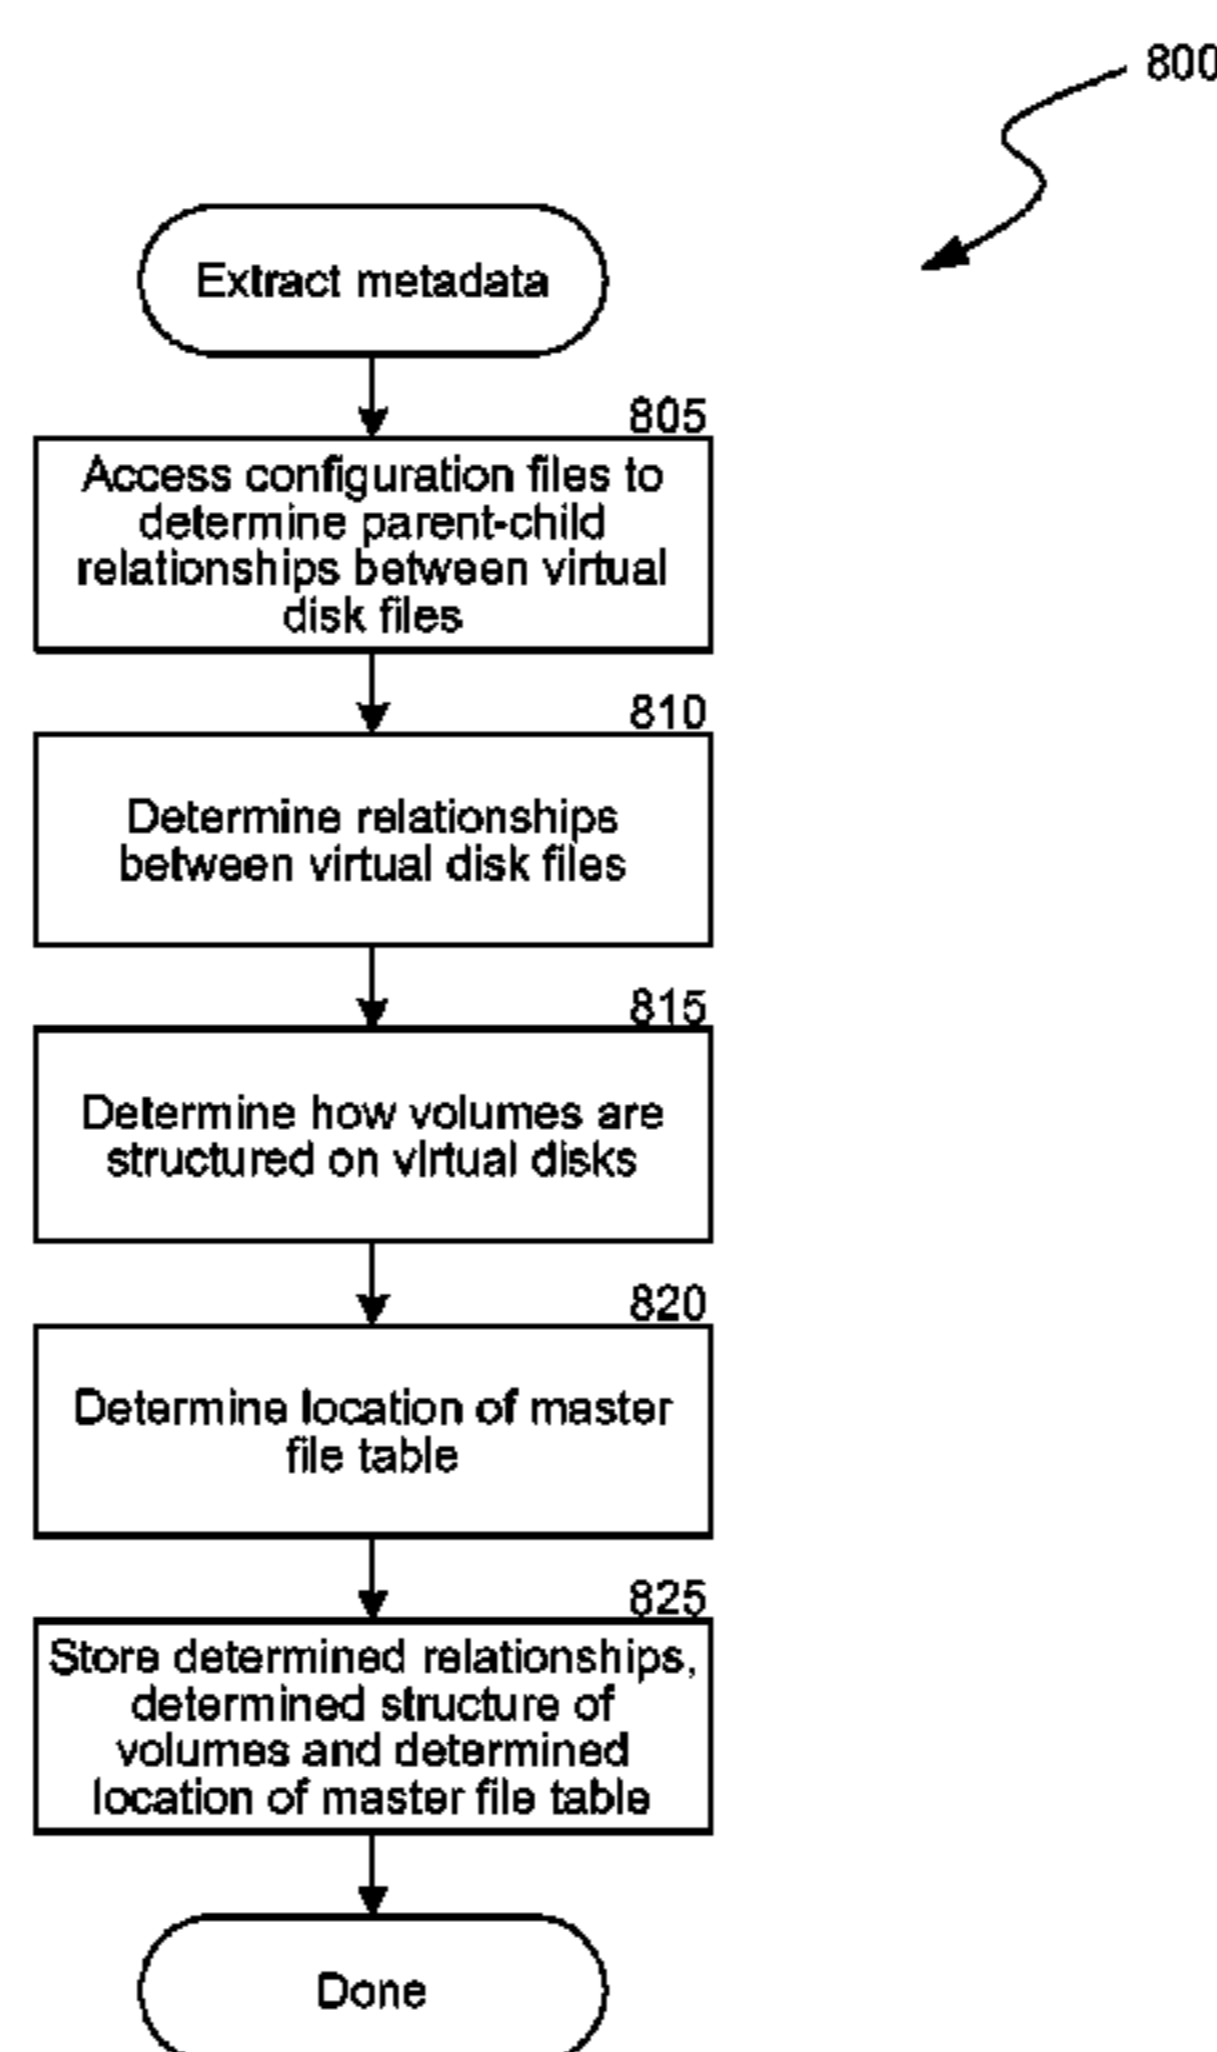 800
Extract metadata
805
Access configuration files to
determine parent-child
relationships between virtual
disk files
810
Determine relationships
between virtual disk files
815
Determine how volumes are
structured on virtual disks
820
Determine location of master
file table
825
Store determined relationships,
determined structure of
volumes and determined
location of master file table
Done